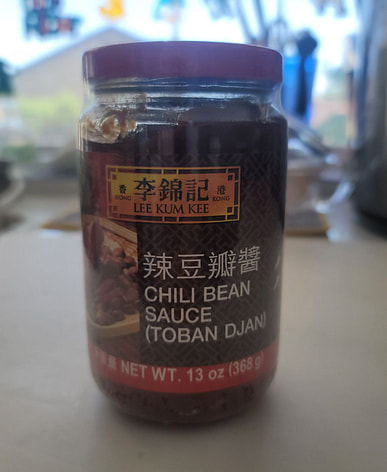 香 李錦記 港
HONG LEE KUM KEE KONG
辣豆瓣醬
CHILI BEAN
SAUCE
(TOBAN DJAN)
NET WT. 13 oz (368 g)